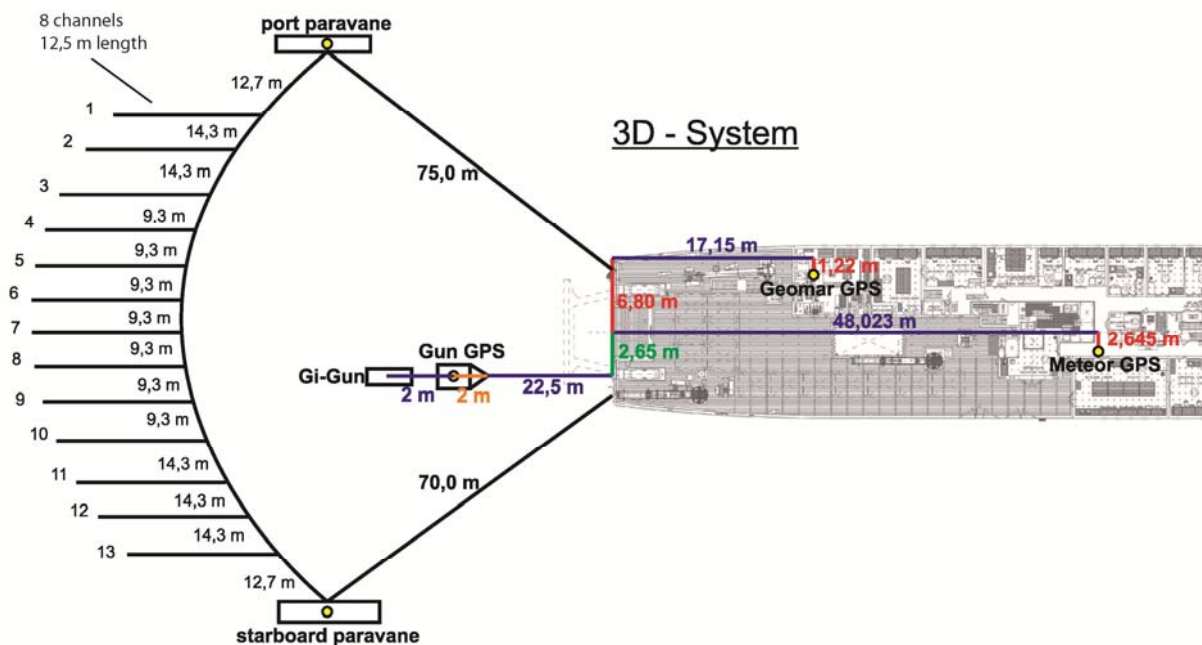 8 channels
12,5 m length
port paravane
12,7 m
1
14,3 m
2
14,3 m
3
9,3 m
4
9,3 m
5
9,3 m
6
9,3 m
7
9,3 m
8
9,3 m
9
9,3 m
10
14,3 m
11
14,3 m
12
14,3 m
13
12,7 m
starboard paravane
3D - System
75,0 m
70,0 m
17,15 m
1,22 m
Geomar GPS
6,80 m
48,023 m
2,645 m
Meteor GPS
2,65 m
Gun GPS
Gi-Gun
2 m
2 m
22,5 m